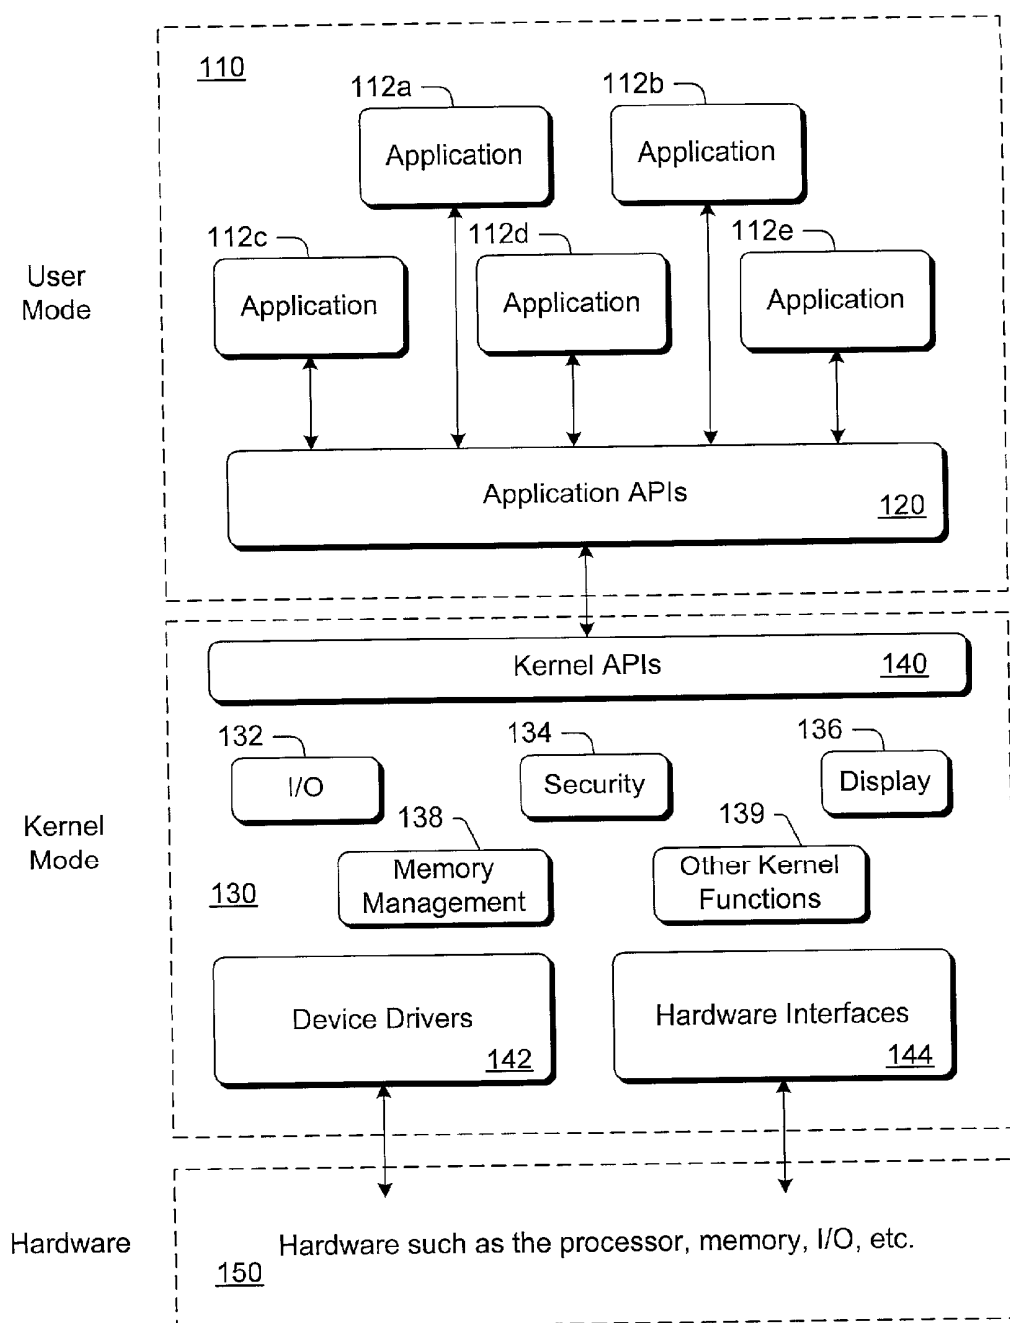 110
112a
112b
Application
Application
112c
112d
112e
User
Mode
Application
Application
Application
Application APIs
120
Kernel APIs
140
132
134
136
I/O
Security
Display
Kernel
Mode
138
139
Memory
Management
Other Kernel
Functions
130
Device Drivers
142
Hardware Interfaces
144
Hardware
Hardware such as the processor, memory, I/O, etc.
150